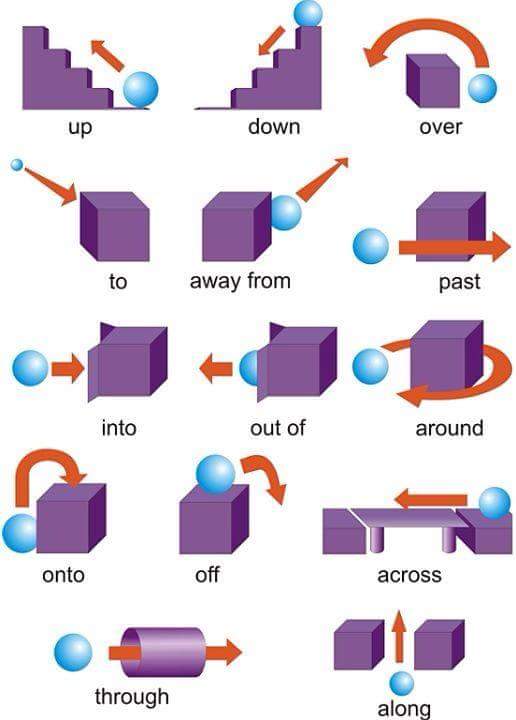 up
down
over
to
away from
past
into
out of
around
onto
off
across
through
along